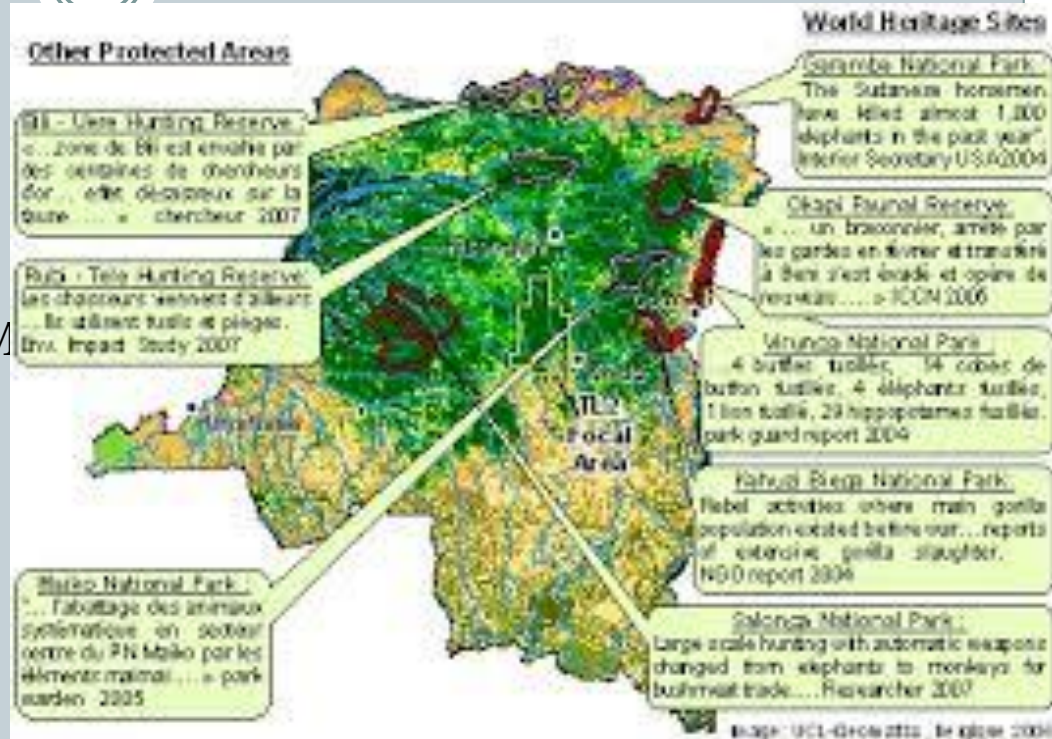 World Heritage Sites
Other Protected Areas
Garamba National Park:
"The Sudanese horsemen
have killed almost 1,000
elephants in the past year".
Interior Secretary USA 2004
Bili - Uere Hunting Reserve :
«...zone de Bili est envahie par
des centaines de chercheurs
d'or... effet désastreux sur la
faune .... » chercheur 2007
Okapi Faunal Reserve:
«... un braconnier, arrêté par
les gardes en février et transféré
à Beni s'est évadé et opère de
nouveau .... » ICCN 2006
Rubi - Tele Hunting Reserve:
Les chasseurs viennent d'ailleurs
... Ils utilisent fusils et pièges.
Env. Impact Study 2007
Virunga National Park :
4 buffles fusillés, 14 cobes de
button fusillés, 4 éléphants fusillés,
1 lion fusillé, 29 hippopotames fusillés.
park guard report 2004
TL2
Focal
Area
Kahuzi Biega National Park:
Rebel activities where main gorilla
population existed before war...reports
of extensive gorilla slaughter.
NGO report 2004
Maiko National Park :
"... l'abattage des animaux
systématique en secteur
centre du PN Maiko par les
éléments maimai.... » park
warden 2005
Salonga National Park :
Large scale hunting with automatic weapons
changed from elephants to monkeys for
bushmeat trade.... Researcher 2007
Image: UCL-Geomatics, Belgique